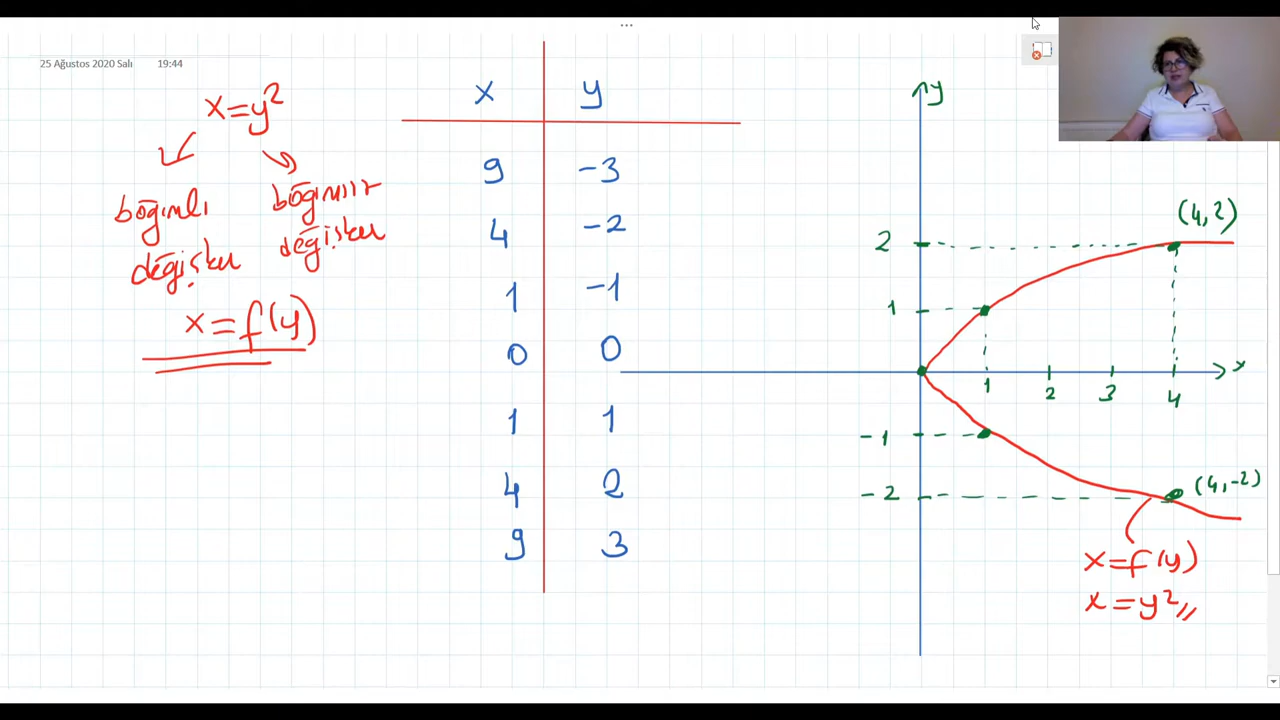 25 Ağustos 2020 Salı 19:44
x=y²
bağımlı
değişken
bağımsız
değişken
x=f(y)
x y
9 -3
4 -2
1 -1
0 0
1 1
4 2
9 3
y
(4,2)
2
1
x
1 2 3 4
-1
-2
(4,-2)
x=f(y)
x=y²